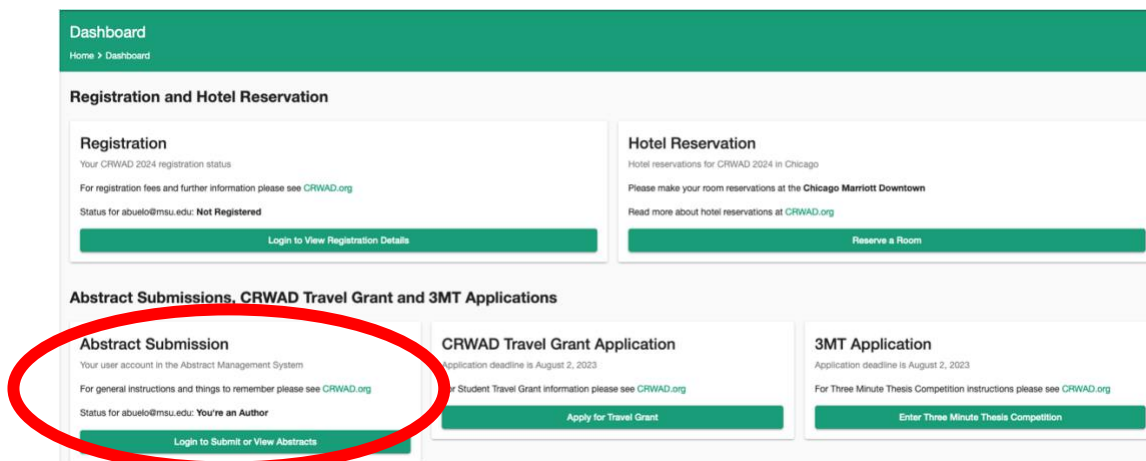 Dashboard
Home > Dashboard
Registration and Hotel Reservation
Registration
Your CRWAD 2024 registration status
For registration fees and further information please see CRWAD.org
Status for abuelo@msu.edu: Not Registered
Login to View Registration Details
Hotel Reservation
Hotel reservations for CRWAD 2024 in Chicago
Please make your room reservations at the Chicago Marriott Downtown
Read more about hotel reservations at CRWAD.org
Reserve a Room
Abstract Submissions, CRWAD Travel Grant and 3MT Applications
Abstract Submission
Your user account in the Abstract Management System
For general instructions and things to remember please see CRWAD.org
Status for abuelo@msu.edu: You're an Author
Login to Submit or View Abstracts
CRWAD Travel Grant Application
Application deadline is August 2, 2023
For Student Travel Grant information please see CRWAD.org
Apply for Travel Grant
3MT Application
Application deadline is August 2, 2023
For Three Minute Thesis Competition instructions please see CRWAD.org
Enter Three Minute Thesis Competition